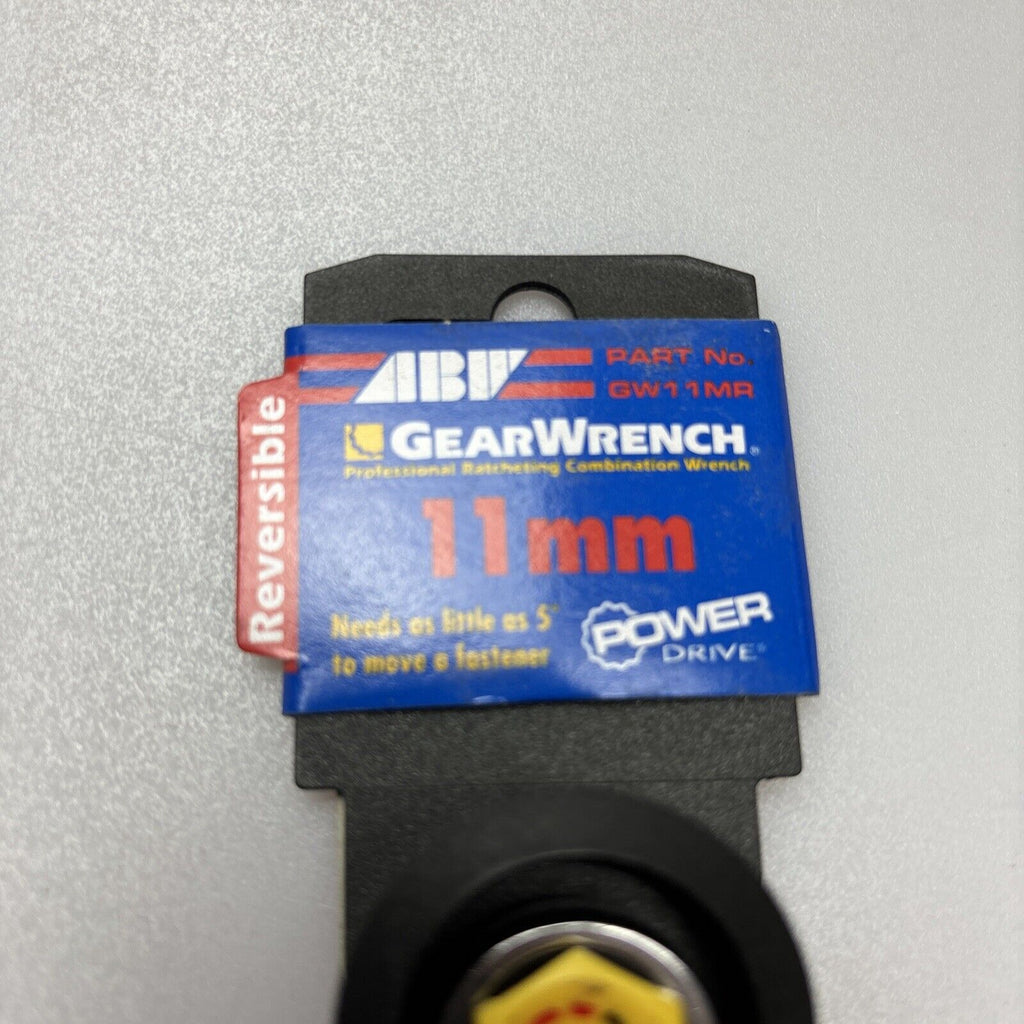 ABW
PART No.
GW11MR
GEARWRENCH®
Professional Ratcheting Combination Wrench
11mm
Reversible
Needs as little as 5°
to move a fastener
POWER
DRIVE®